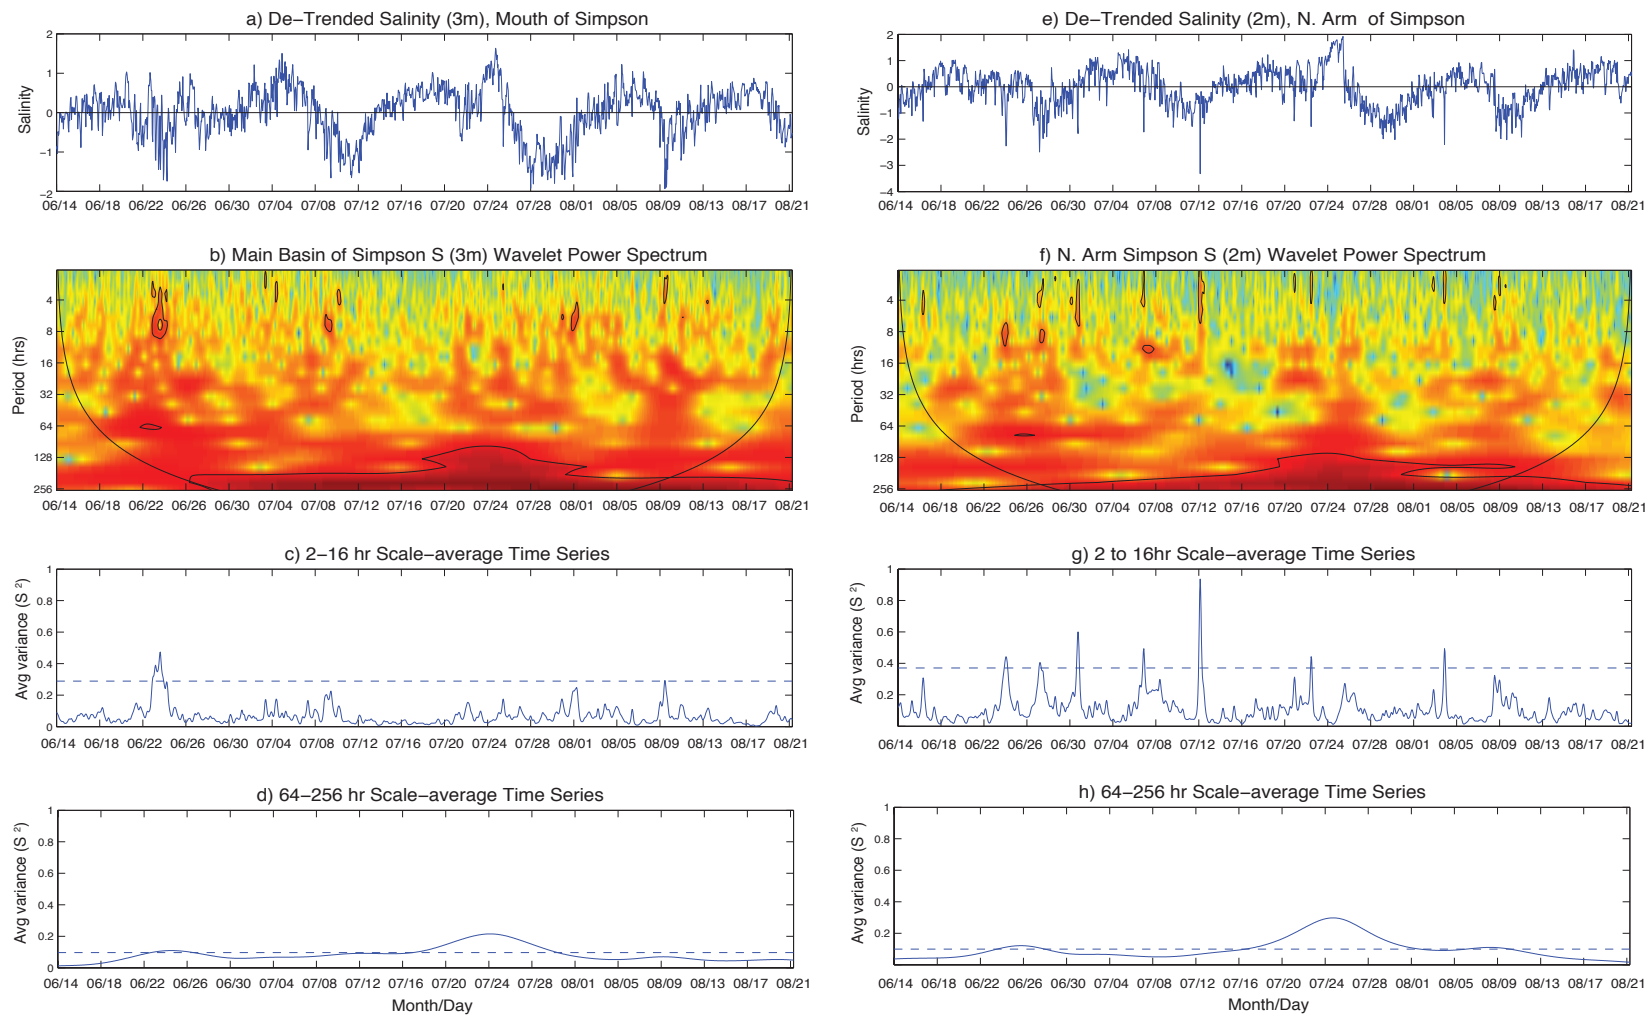 a) De−Trended Salinity (3m), Mouth of Simpson
Salinity
2
1
0
−1
−2
06/14 06/18 06/22 06/26 06/30 07/04 07/08 07/12 07/16 07/20 07/24 07/28 08/01 08/05 08/09 08/13 08/17 08/21
b) Main Basin of Simpson S (3m) Wavelet Power Spectrum
Period (hrs)
4
8
16
32
64
128
256
06/14 06/18 06/22 06/26 06/30 07/04 07/08 07/12 07/16 07/20 07/24 07/28 08/01 08/05 08/09 08/13 08/17 08/21
c) 2−16 hr Scale−average Time Series
Avg variance (S 2)
1
0.8
0.6
0.4
0.2
0
06/14 06/18 06/22 06/26 06/30 07/04 07/08 07/12 07/16 07/20 07/24 07/28 08/01 08/05 08/09 08/13 08/17 08/21
d) 64−256 hr Scale−average Time Series
Avg variance (S 2)
1
0.8
0.6
0.4
0.2
0
06/14 06/18 06/22 06/26 06/30 07/04 07/08 07/12 07/16 07/20 07/24 07/28 08/01 08/05 08/09 08/13 08/17 08/21
Month/Day
e) De−Trended Salinity (2m), N. Arm of Simpson
Salinity
2
1
0
−1
−2
−3
−4
06/14 06/18 06/22 06/26 06/30 07/04 07/08 07/12 07/16 07/20 07/24 07/28 08/01 08/05 08/09 08/13 08/17 08/21
f) N. Arm Simpson S (2m) Wavelet Power Spectrum
Period (hrs)
4
8
16
32
64
128
256
06/14 06/18 06/22 06/26 06/30 07/04 07/08 07/12 07/16 07/20 07/24 07/28 08/01 08/05 08/09 08/13 08/17 08/21
g) 2 to 16hr Scale−average Time Series
Avg variance (S 2)
1
0.8
0.6
0.4
0.2
06/14 06/18 06/22 06/26 06/30 07/04 07/08 07/12 07/16 07/20 07/24 07/28 08/01 08/05 08/09 08/13 08/17 08/21
h) 64−256 hr Scale−average Time Series
Avg variance (S 2)
1
0.8
0.6
0.4
0.2
06/14 06/18 06/22 06/26 06/30 07/04 07/08 07/12 07/16 07/20 07/24 07/28 08/01 08/05 08/09 08/13 08/17 08/21
Month/Day